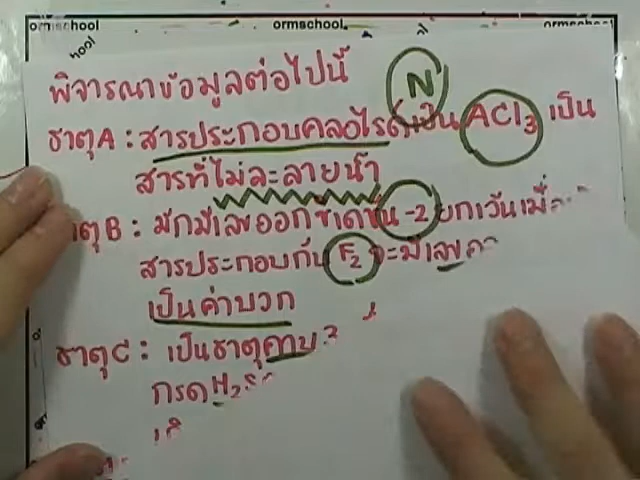 ormschool ormschool ormschool
hool
พิจารณาข้อมูลต่อไปนี้
N
ธาตุA : สารประกอบคลอไรด์เป็น ACl3 เป็น
สารที่ไม่ละลายน้ำ
าตุB : มักมีเลขออกซิเดชัน -2 ยกเว้นเมื่อ
สารประกอบกับ F2 จะมีเลข
เป็นค่าบวก
ธาตุC : เป็นธาตุคาบ 3
กรด H2S